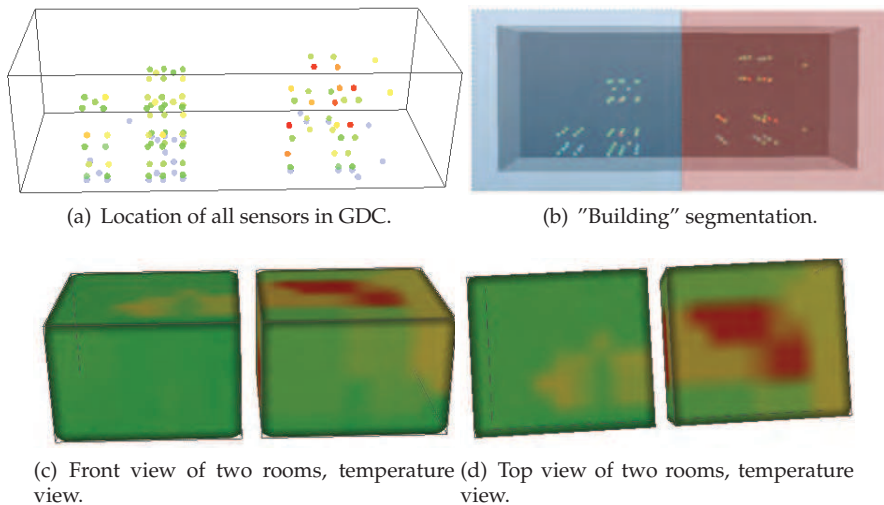 (a) Location of all sensors in GDC.
(b) ”Building” segmentation.
(c) Front view of two rooms, temperature view.
(d) Top view of two rooms, temperature view.